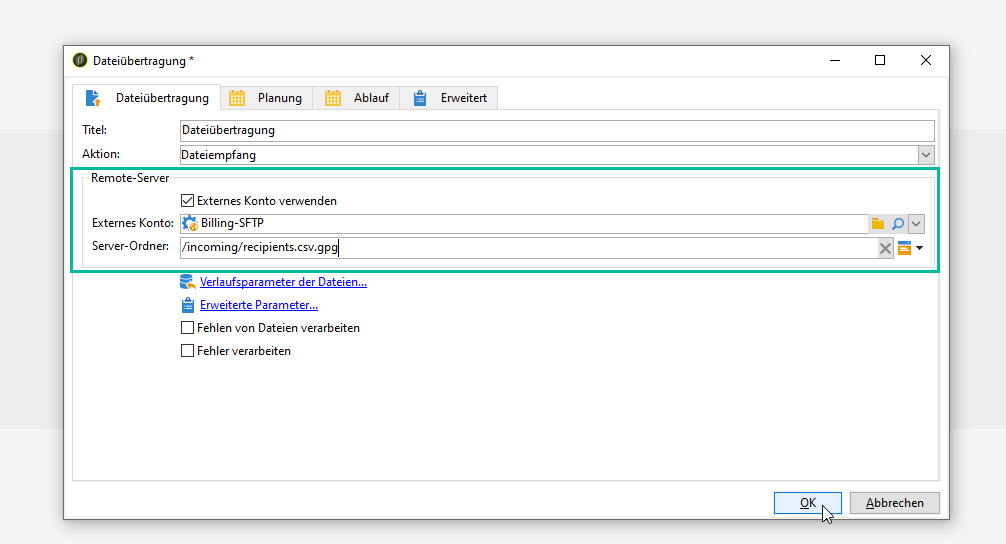 Dateiübertragung *
Dateiübertragung Planung Ablauf Erweitert
Titel: Dateiübertragung
Aktion: Dateiempfang
Remote-Server
Externes Konto verwenden
Externes Konto: Billing-SFTP
Server-Ordner: /incoming/recipients.csv.gpg
Verlaufsparameter der Dateien...
Erweiterte Parameter...
Fehlen von Dateien verarbeiten
Fehler verarbeiten
OK Abbrechen